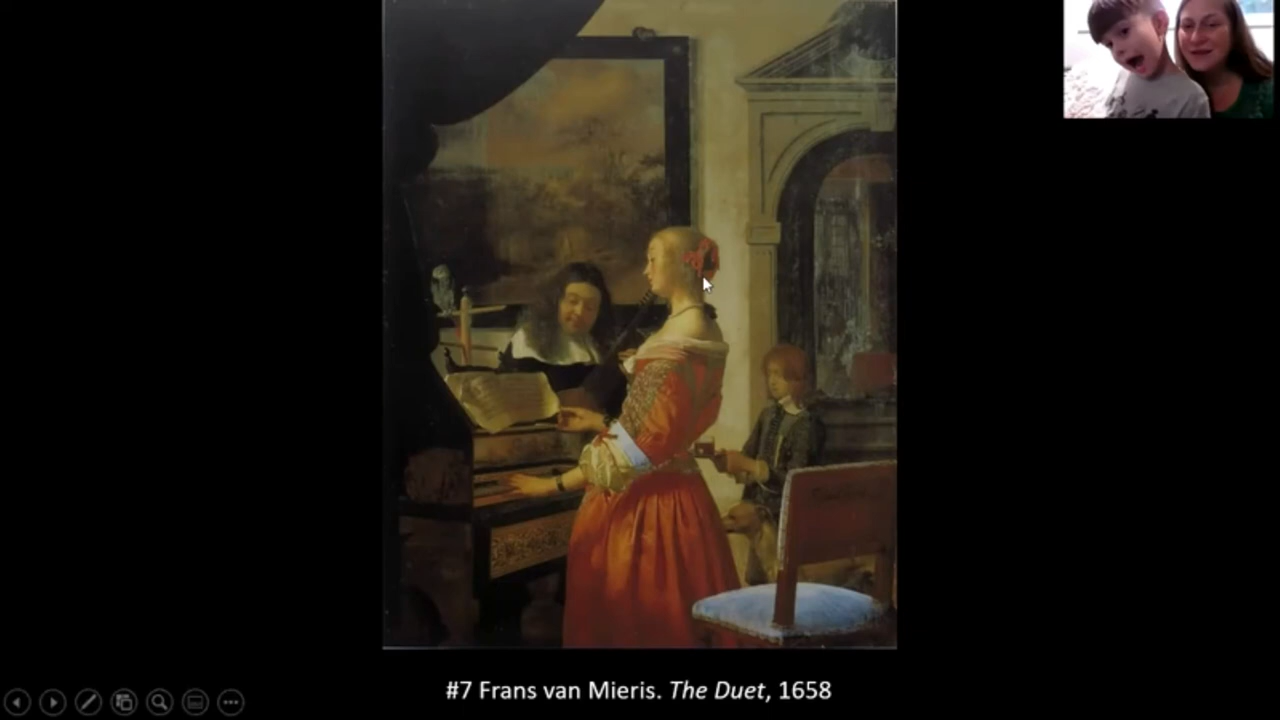 #7 Frans van Mieris. The Duet, 1658